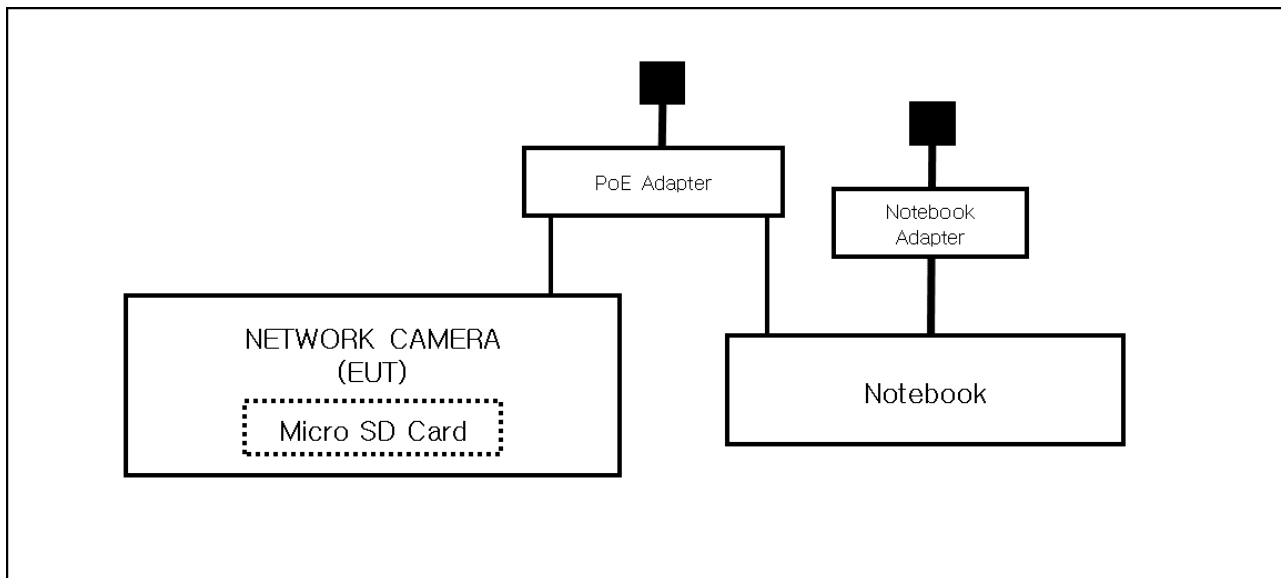 PoE Adapter
Notebook
Adapter
NETWORK CAMERA
(EUT)
Micro SD Card
Notebook